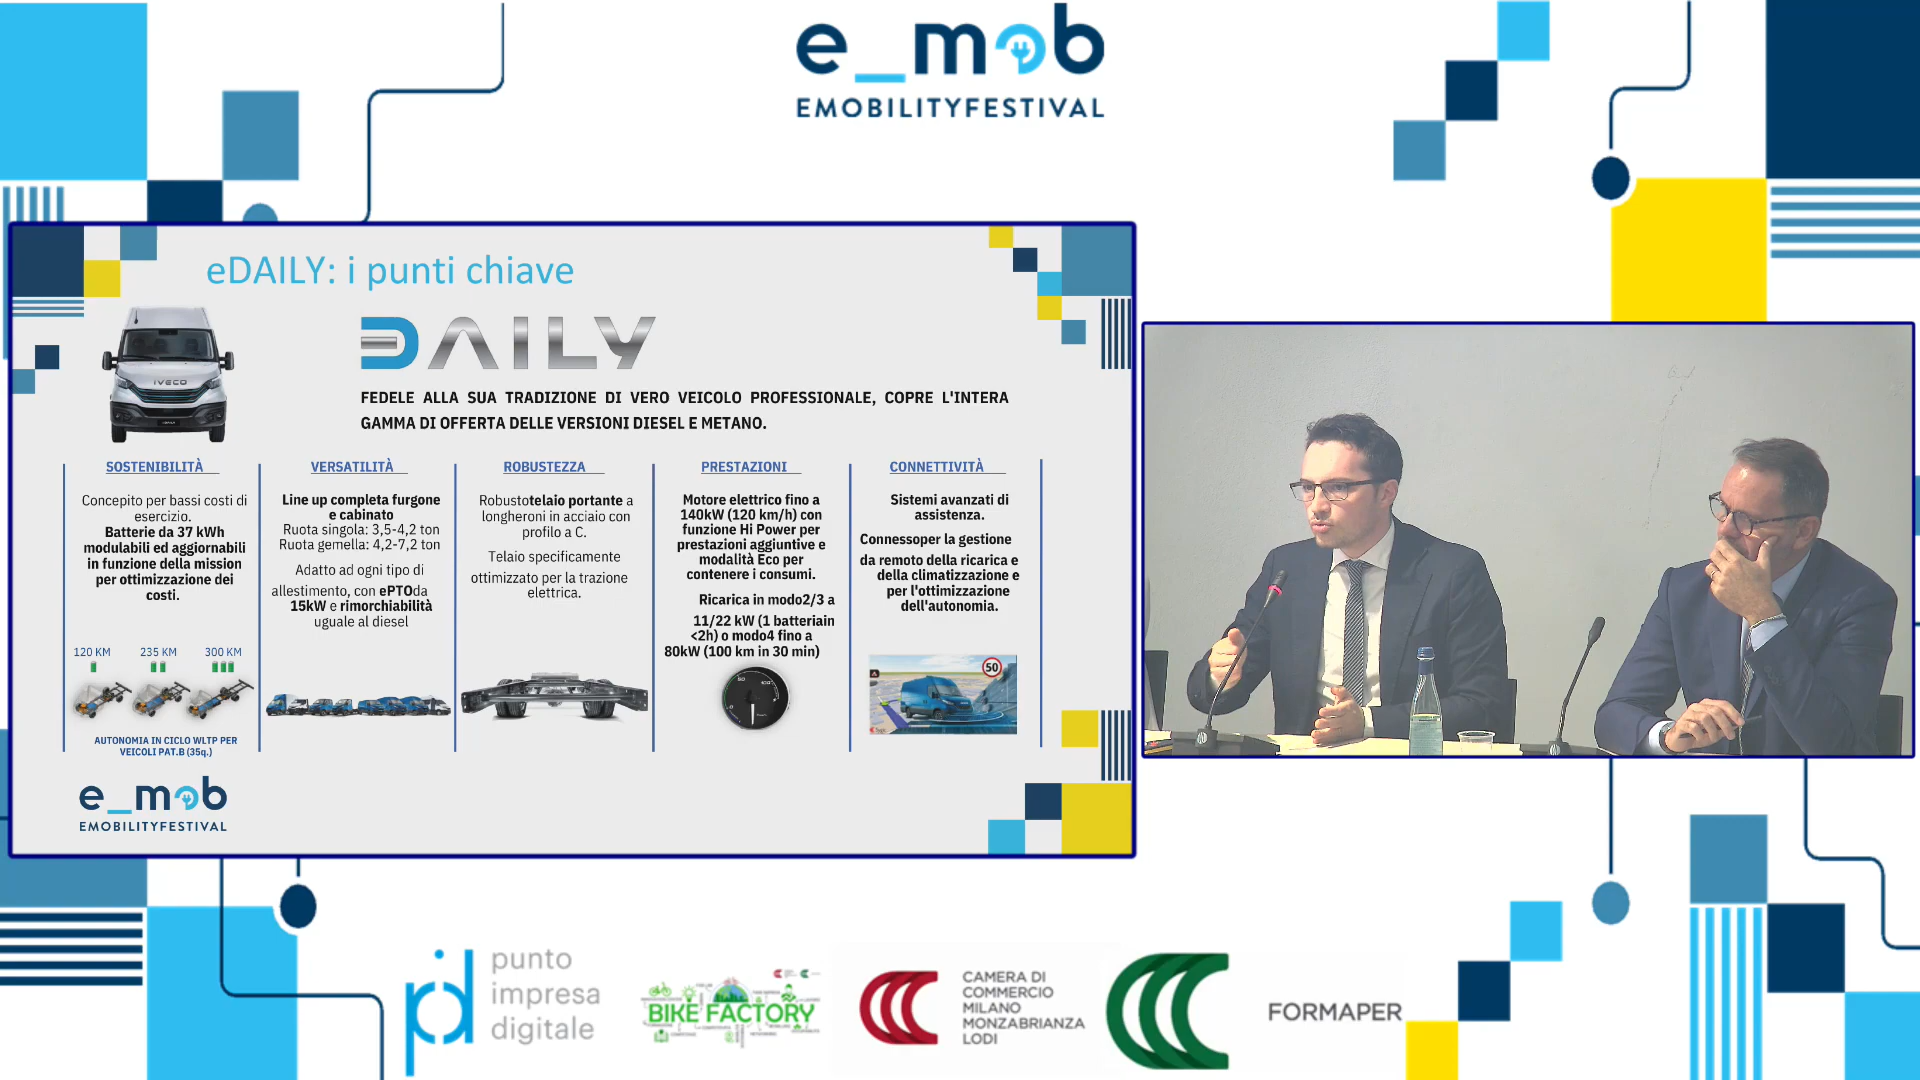 e_mob
EMOBILITYFESTIVAL
eDAILY: i punti chiave
DAILY
FEDELE ALLA SUA TRADIZIONE DI VERO VEICOLO PROFESSIONALE, COPRE L'INTERA
GAMMA DI OFFERTA DELLE VERSIONI DIESEL E METANO.
IVECO
SOSTENIBILITÀ
Concepito per bassi costi di
esercizio.
Batterie da 37 kWh
modulabili ed aggiornabili
in funzione della mission
per ottimizzazione dei
costi.
120 KM
235 KM
300 KM
AUTONOMIA IN CICLO WLTP PER
VEICOLI PAT.B (35q.)
VERSATILITÀ
Line up completa furgone
e cabinato
Ruota singola: 3,5-4,2 ton
Ruota gemella: 4,2-7,2 ton
Adatto ad ogni tipo di
allestimento, con ePTOda
15kW e rimorchiabilità
uguale al diesel
ROBUSTEZZA
Robustotelaio portante a
longheroni in acciaio con
profilo a C.
Telaio specificamente
ottimizzato per la trazione
elettrica.
PRESTAZIONI
Motore elettrico fino a
140kW (120 km/h) con
funzione Hi Power per
prestazioni aggiuntive e
modalità Eco per
contenere i consumi.
Ricarica in modo2/3 a
11/22 kW (1 batteriain
<2h) o modo4 fino a
80kW (100 km in 30 min)
CONNETTIVITÀ
Sistemi avanzati di
assistenza.
Connessoper la gestione
da remoto della ricarica e
della climatizzazione e
per l'ottimizzazione
dell'autonomia.
50
e_mob
EMOBILITYFESTIVAL
punto
impresa
digitale
BIKE FACTORY
CAMERA DI
COMMERCIO
MILANO
MONZABRIANZA
LODI
FORMAPER